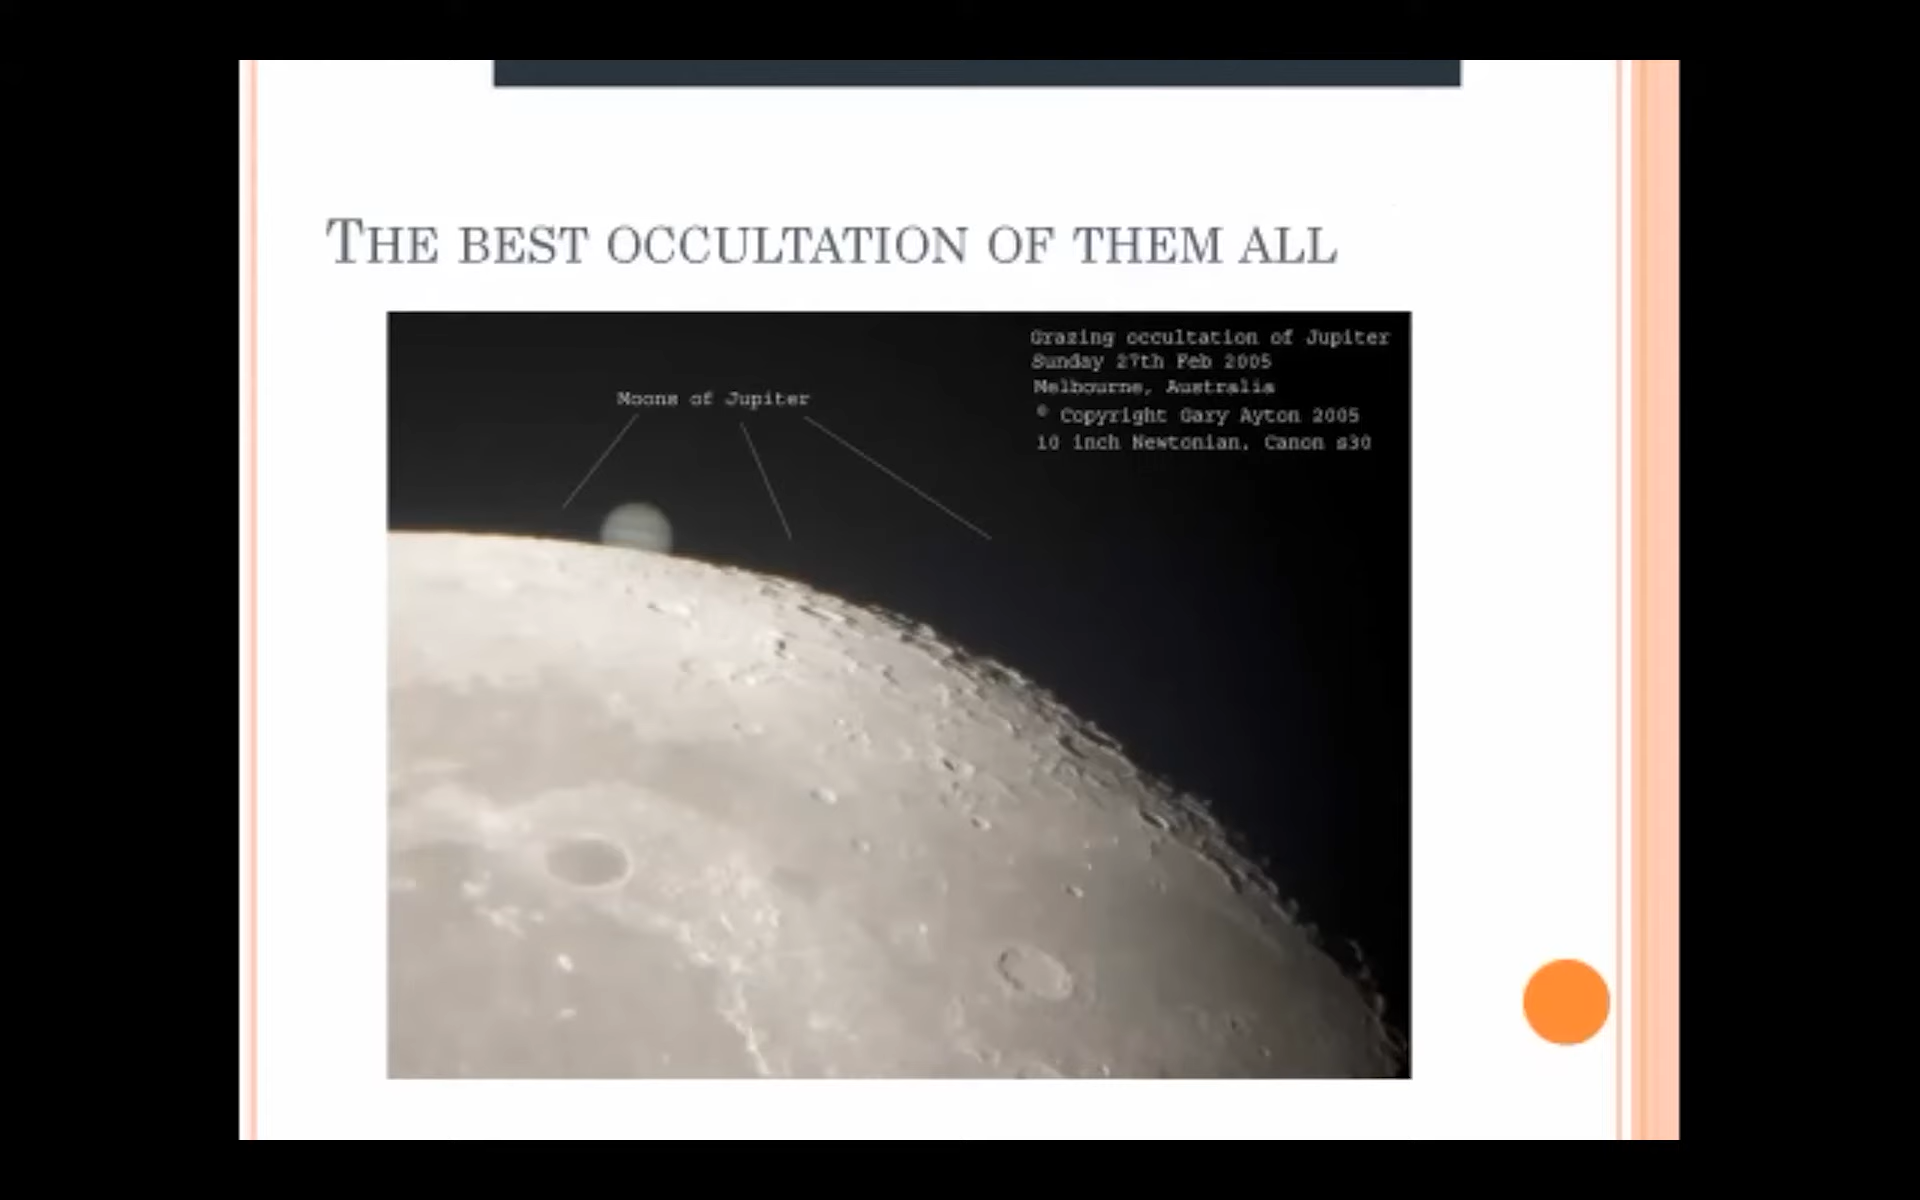 THE BEST OCCULTATION OF THEM ALL
Grazing occultation of Jupiter
Sunday 27th Feb 2005
Melbourne, Australia
© Copyright Gary Ayton 2005
10 inch Newtonian, Canon s30
Moons of Jupiter